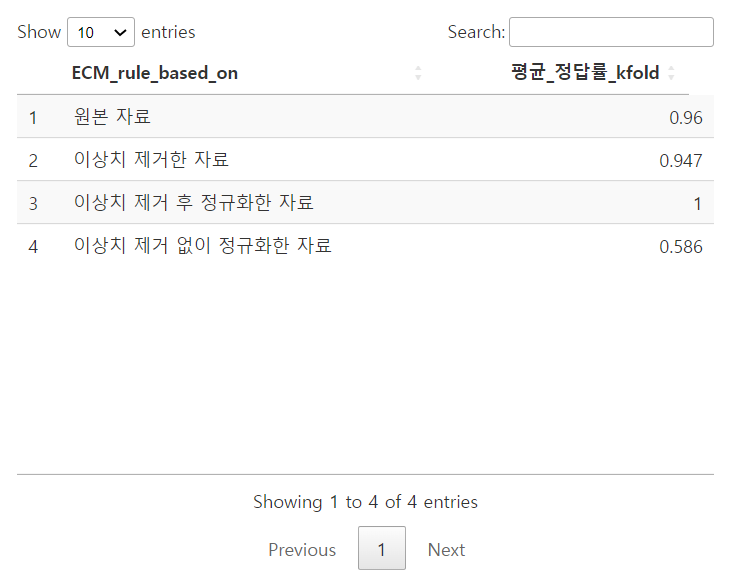 Show 10 entries Search:
ECM_rule_based_on 평균_정답률_kfold
1 원본 자료 0.96
2 이상치 제거한 자료 0.947
3 이상치 제거 후 정규화한 자료 1
4 이상치 제거 없이 정규화한 자료 0.586
Showing 1 to 4 of 4 entries
Previous 1 Next